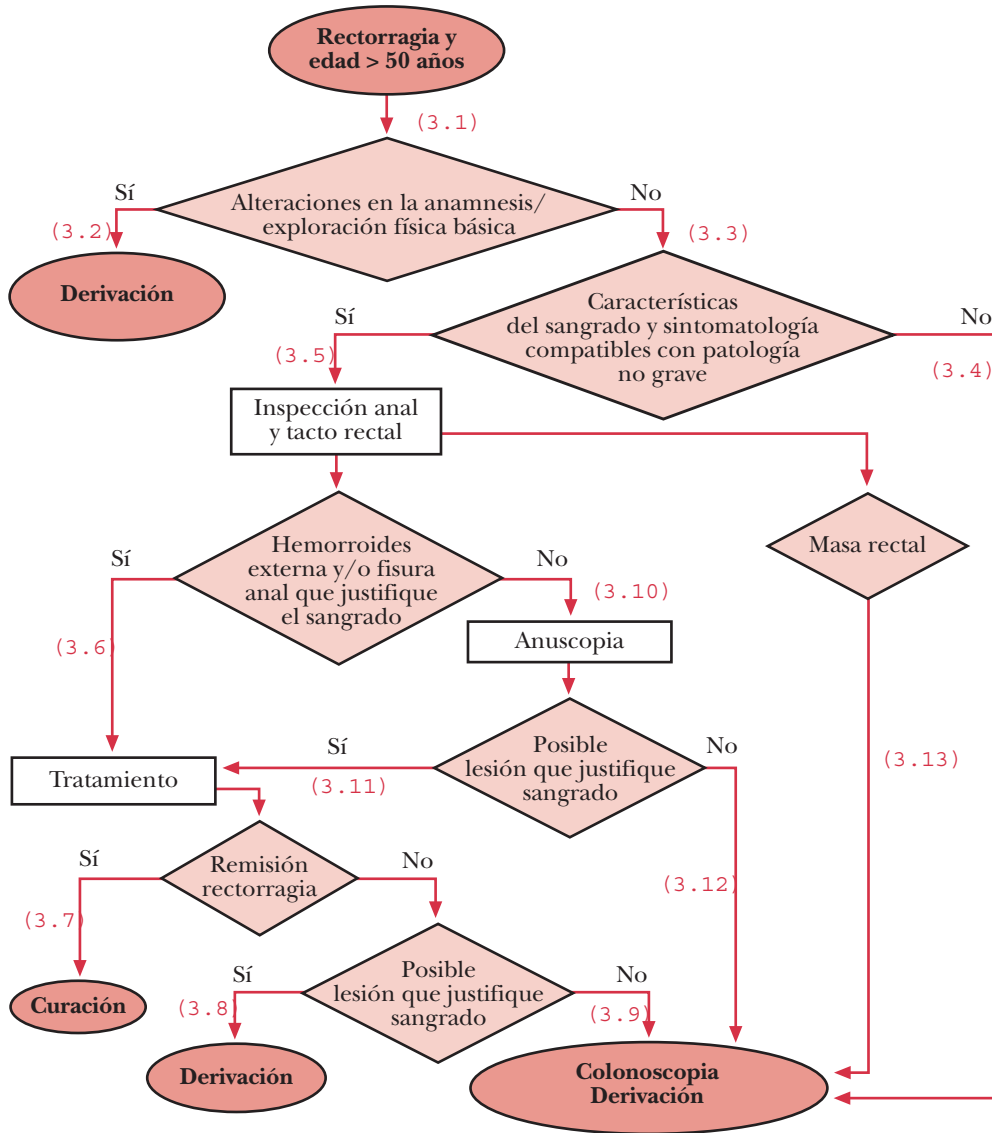 Rectorragia y
edad > 50 años
(3.1)
Sí
No
Alteraciones en la anamnesis/
exploración física básica
(3.2)
(3.3)
Derivación
Características
del sangrado y sintomatología
compatibles con patología
no grave
Sí
No
(3.5)
(3.4)
Inspección anal
y tacto rectal
Hemorroides
externa y/o fisura
anal que justifique
el sangrado
Sí
No
Masa rectal
(3.10)
(3.6)
Anuscopia
Posible
lesión que justifique
sangrado
Sí
No
(3.13)
Tratamiento
(3.11)
Remisión
rectorragia
Sí
No
(3.12)
(3.7)
Posible
lesión que justifique
sangrado
Sí
No
Curación
(3.8)
(3.9)
Derivación
Colonoscopia
Derivación